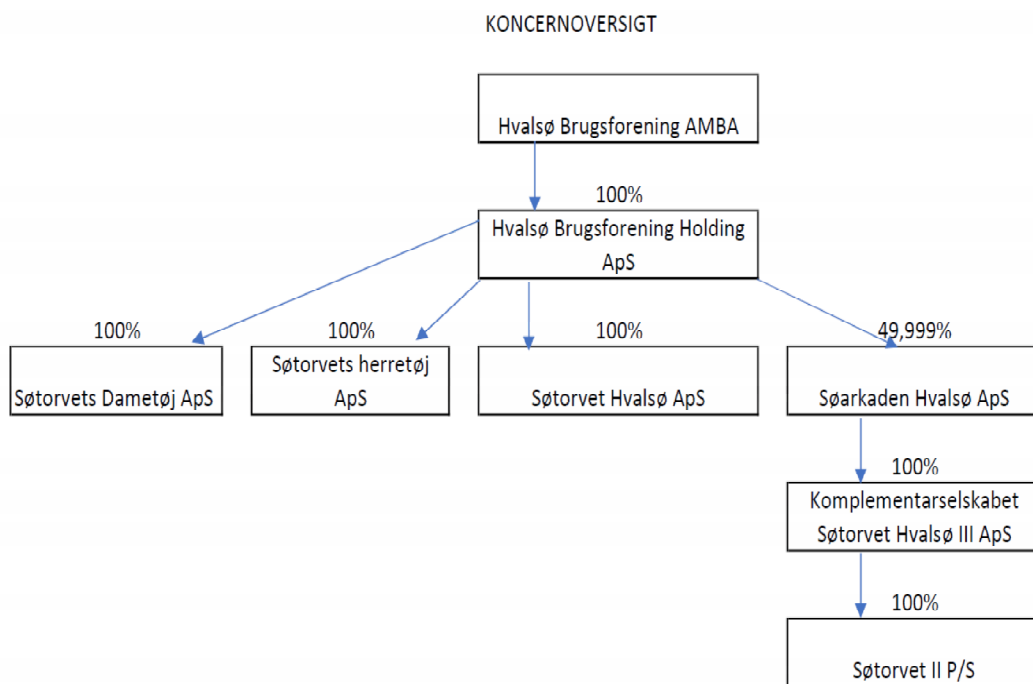 KONCERNOVERSIGT
Hvalsø Brugsforening AMBA
100%
Hvalsø Brugsforening Holding
ApS
100%
100%
100%
49,999%
Søtorvets Dametøj ApS
Søtorvets herretøj
ApS
Søtorvet Hvalsø ApS
Søarkaden Hvalsø ApS
100%
Komplementarselskabet
Søtorvet Hvalsø III ApS
100%
Søtorvet II P/S